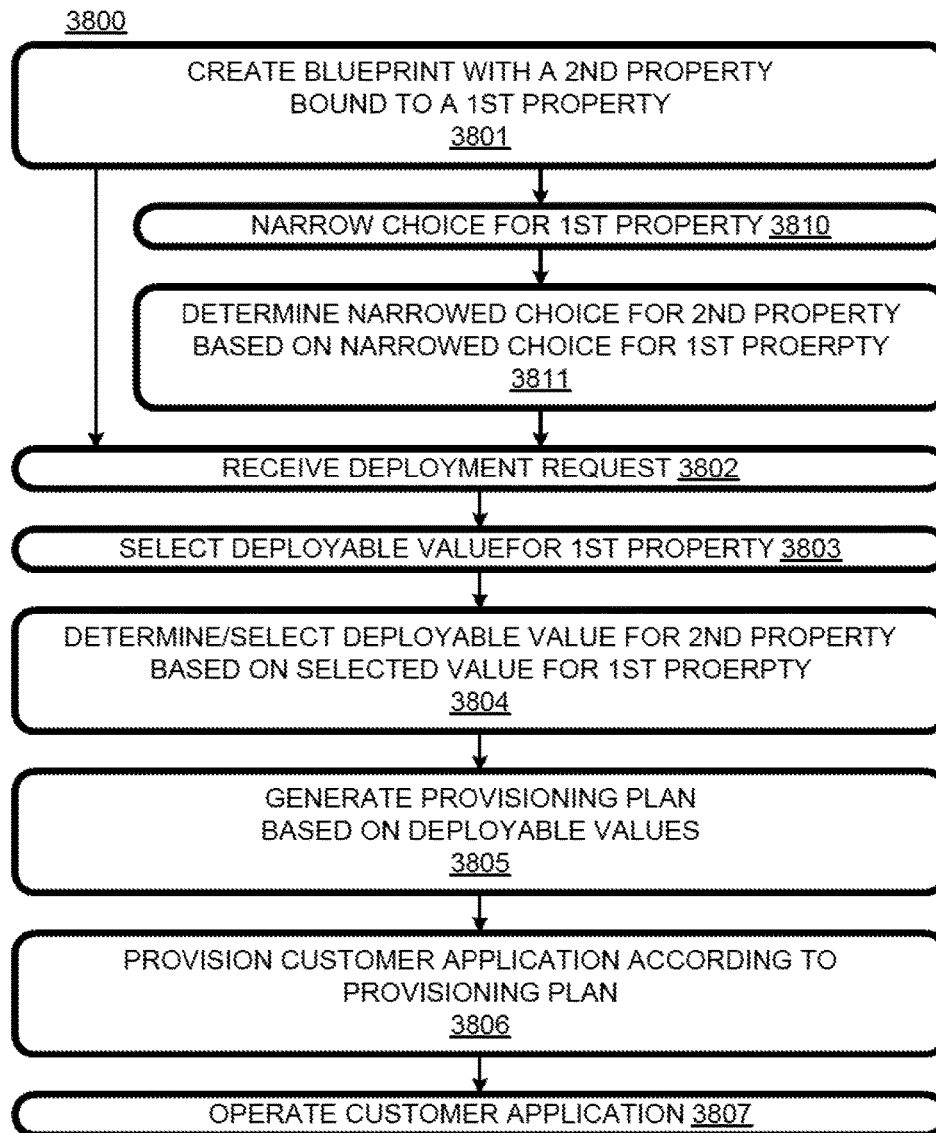 3800
CREATE BLUEPRINT WITH A 2ND PROPERTY
BOUND TO A 1ST PROPERTY
3801
NARROW CHOICE FOR 1ST PROPERTY 3810
DETERMINE NARROWED CHOICE FOR 2ND PROPERTY
BASED ON NARROWED CHOICE FOR 1ST PROERPTY
3811
RECEIVE DEPLOYMENT REQUEST 3802
SELECT DEPLOYABLE VALUEFOR 1ST PROPERTY 3803
DETERMINE/SELECT DEPLOYABLE VALUE FOR 2ND PROPERTY
BASED ON SELECTED VALUE FOR 1ST PROERPTY
3804
GENERATE PROVISIONING PLAN
BASED ON DEPLOYABLE VALUES
3805
PROVISION CUSTOMER APPLICATION ACCORDING TO
PROVISIONING PLAN
3806
OPERATE CUSTOMER APPLICATION 3807